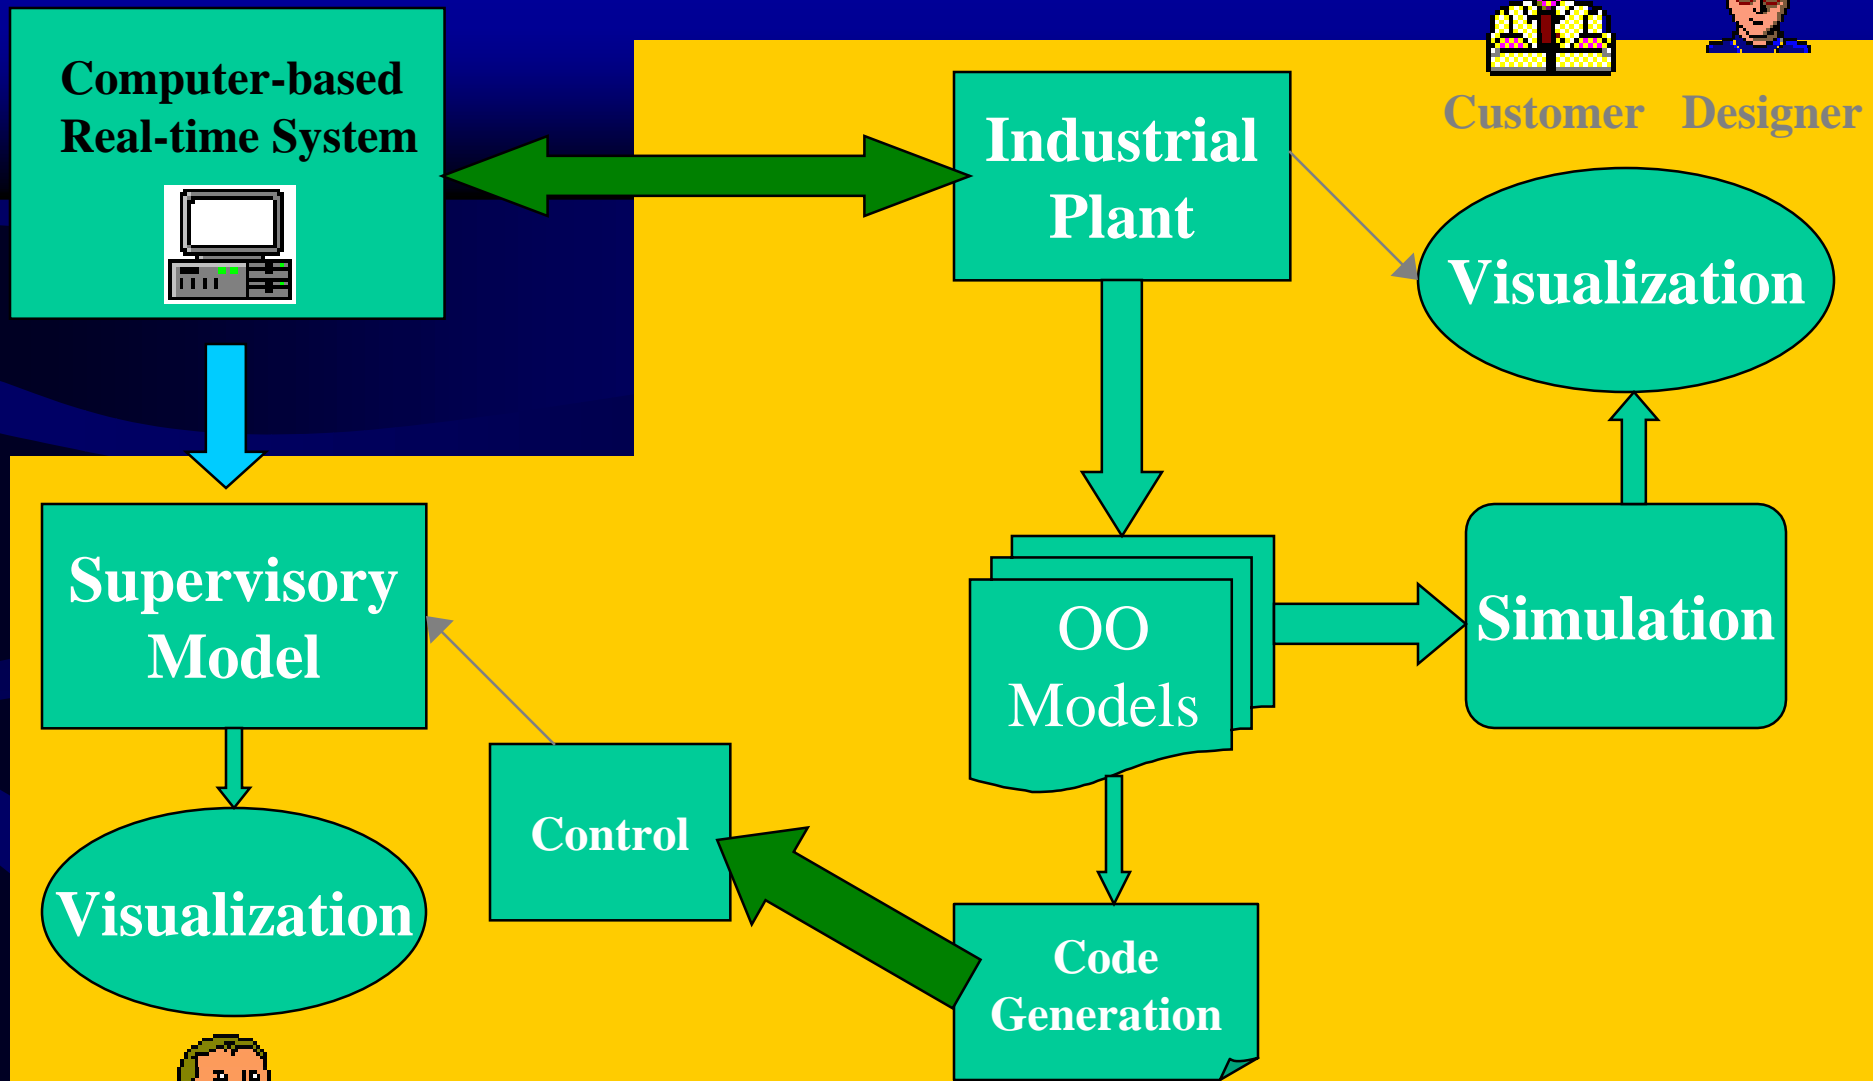 Computer-based
Real-time System
Industrial
Plant
Customer
Designer
Visualization
Supervisory
Model
OO
Models
Simulation
Control
Visualization
Code
Generation